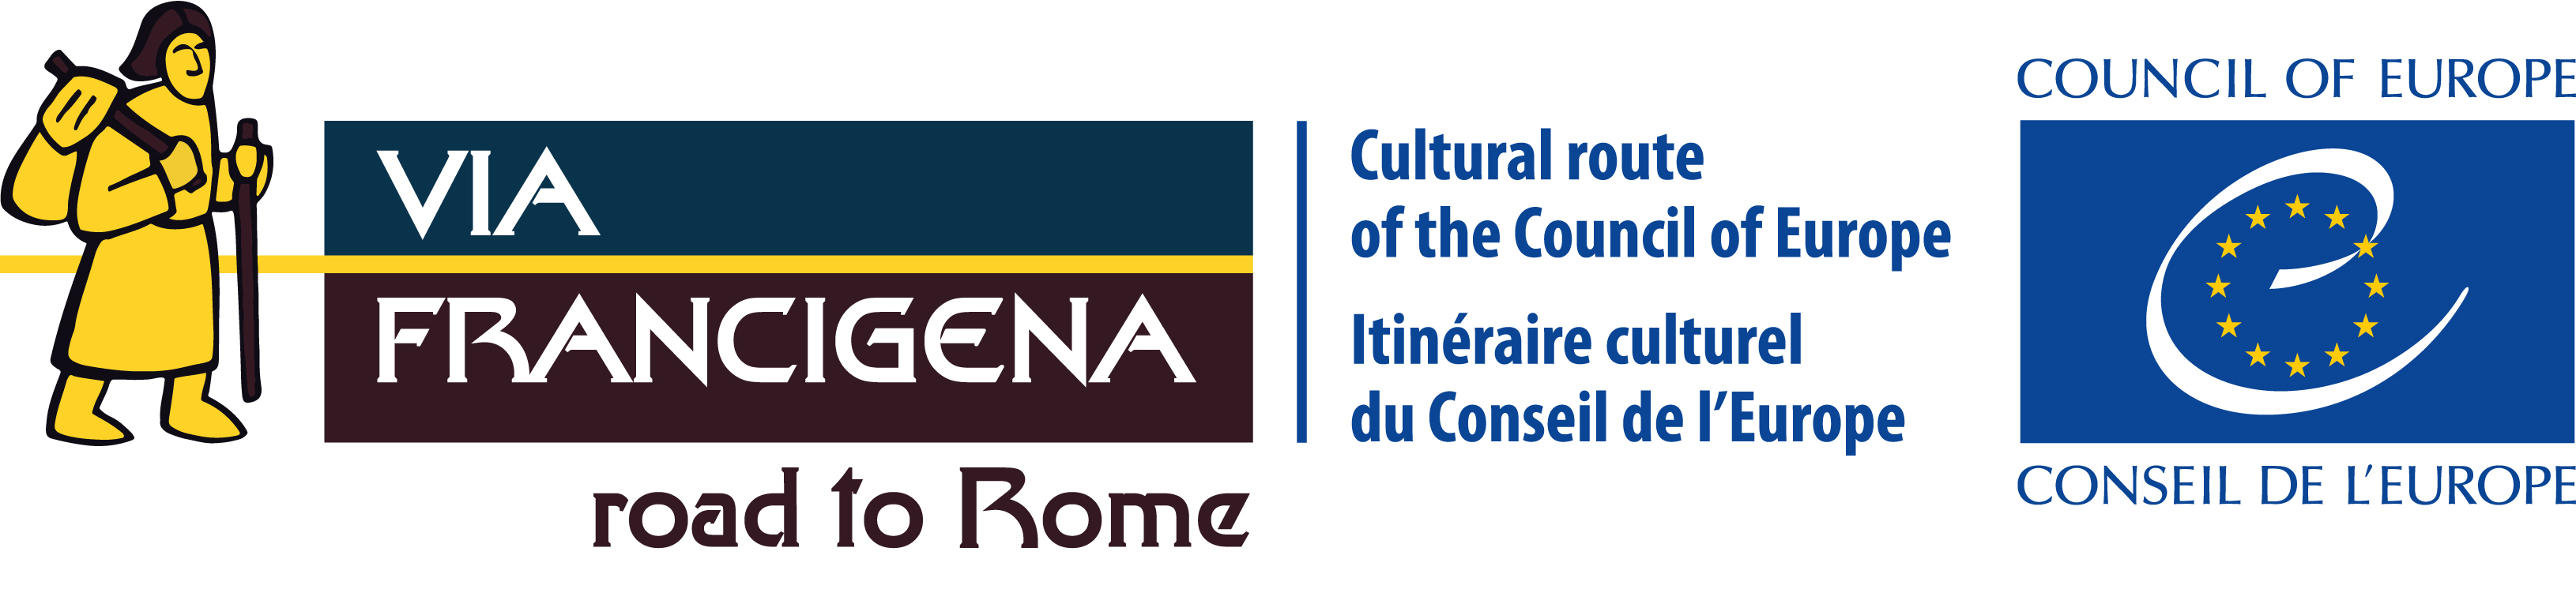 VIA
FRANCIGENA
road to Rome
Cultural route
of the Council of Europe
Itinéraire culturel
du Conseil de l’Europe
COUNCIL OF EUROPE
CONSEIL DE L’EUROPE